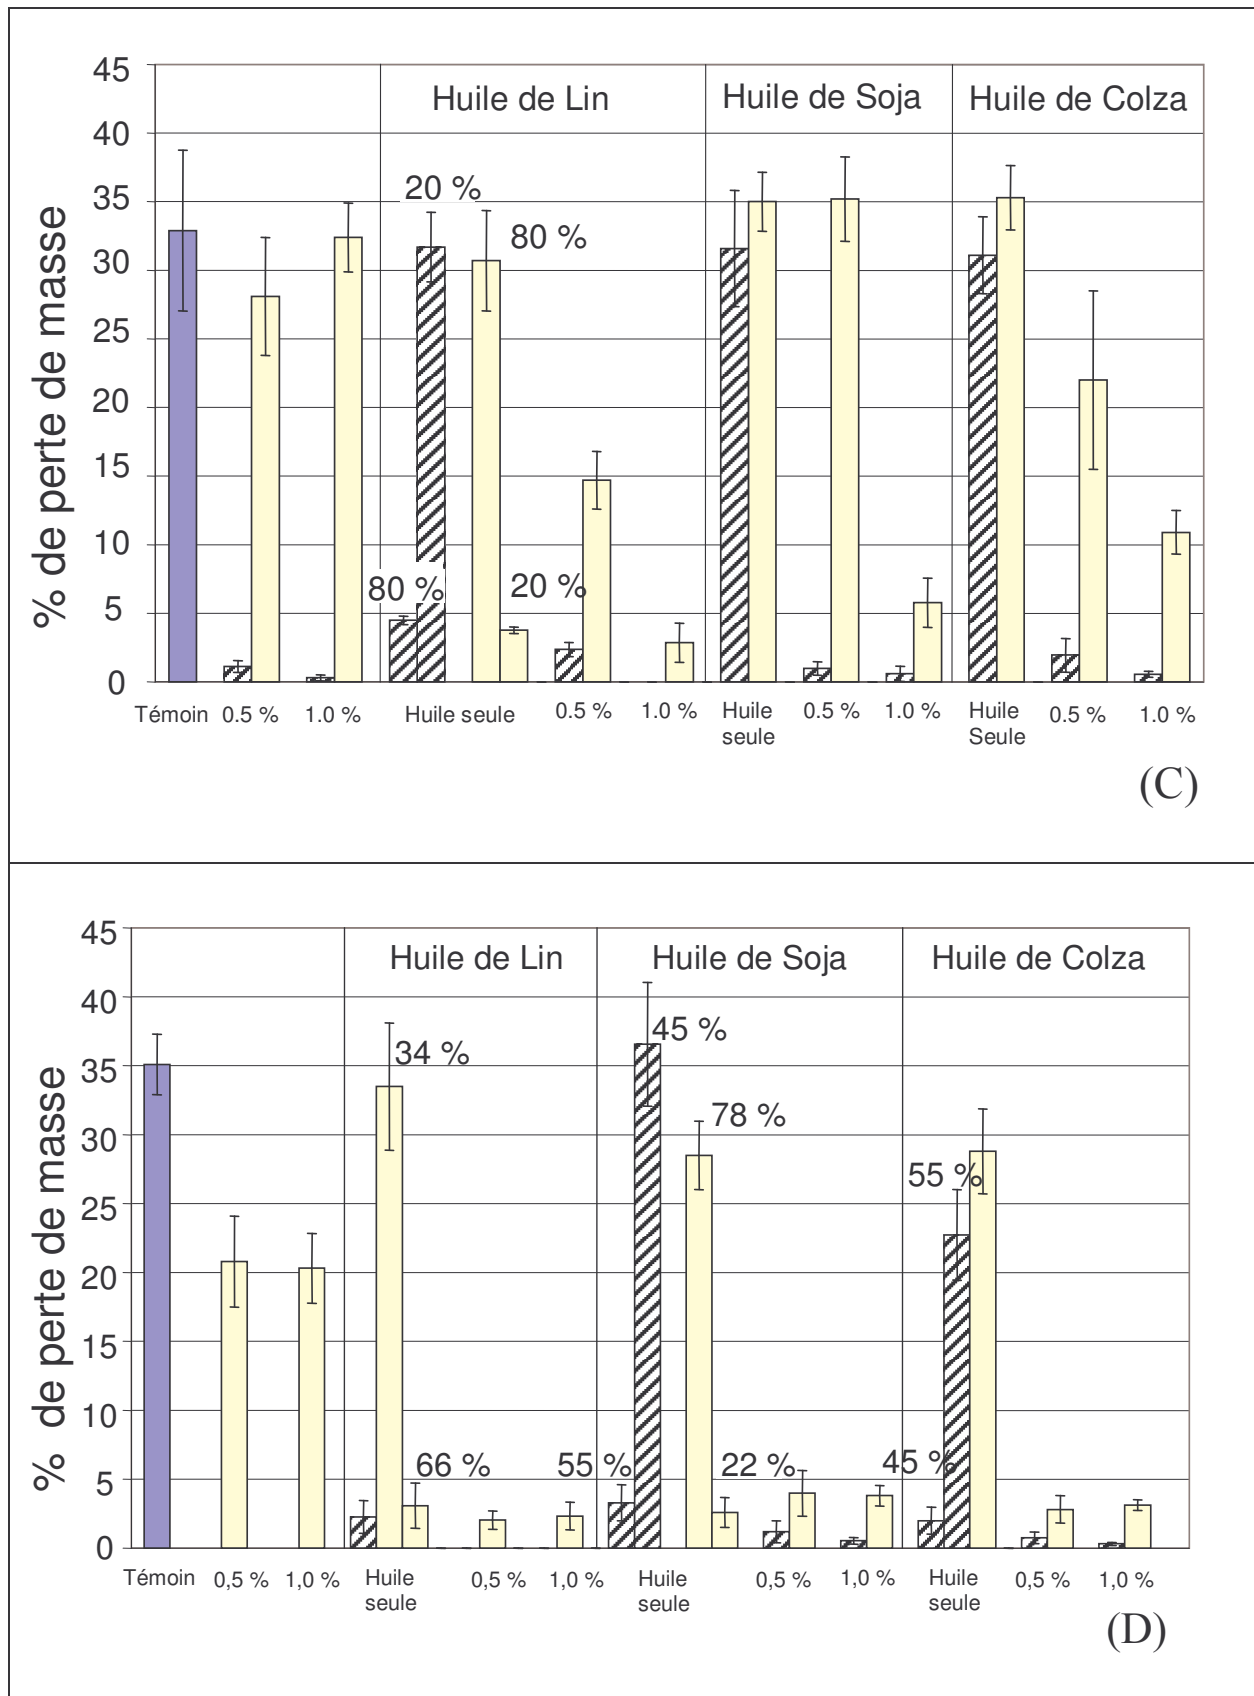 45
40
35
30
25
20
15
10
5
0
% de perte de masse
Huile de Lin
Huile de Soja
Huile de Colza
20 %
80 %
80 %
20 %
Témoin
0.5 %
1.0 %
Huile seule
0.5 %
1.0 %
Huile
seule
0.5 %
1.0 %
Huile
Seule
0.5 %
1.0 %
(C)
45
40
35
30
25
20
15
10
5
0
% de perte de masse
Huile de Lin
Huile de Soja
Huile de Colza
34 %
45 %
78 %
55 %
66 %
55 %
22 %
45 %
Témoin
0,5 %
1,0 %
Huile
seule
0,5 %
1,0 %
Huile
seule
0,5 %
1,0 %
Huile
seule
0,5 %
1,0 %
(D)